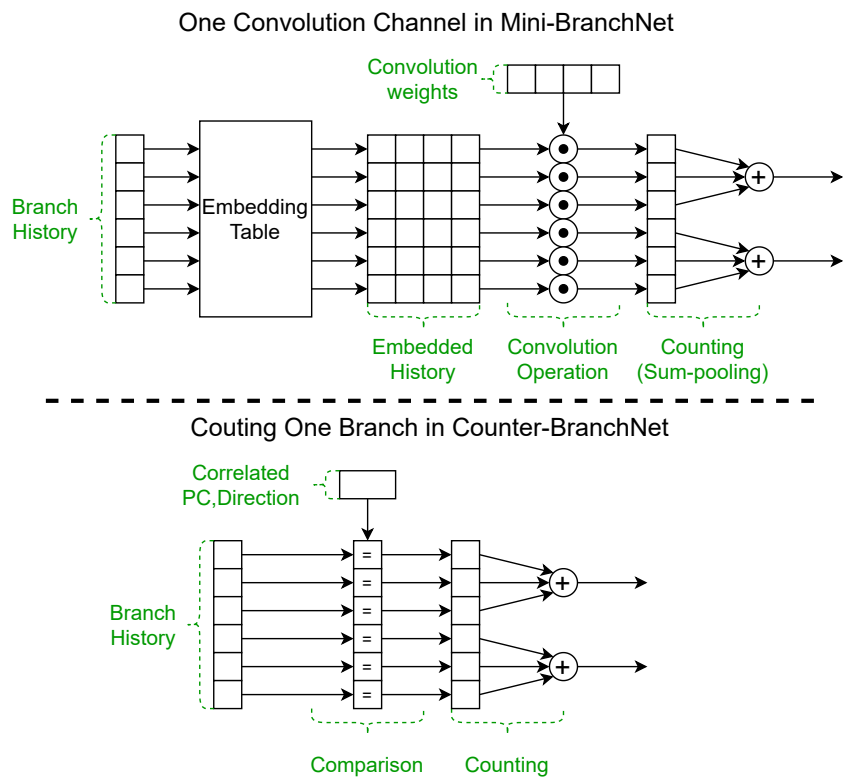 One Convolution Channel in Mini-BranchNet
Convolution
weights
Branch
History
Embedding
Table
+
+
Embedded
History
Convolution
Operation
Counting
(Sum-pooling)
Couting One Branch in Counter-BranchNet
Correlated
PC,Direction
Branch
History
=
=
=
=
=
=
+
+
Comparison
Counting